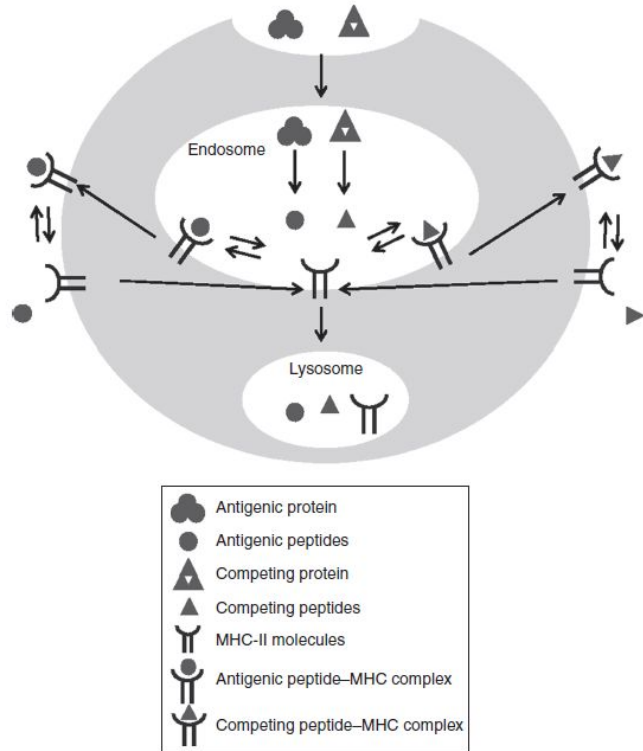 Endosome
Lysosome
Antigenic protein
Antigenic peptides
Competing protein
Competing peptides
MHC-II molecules
Antigenic peptide–MHC complex
Competing peptide–MHC complex